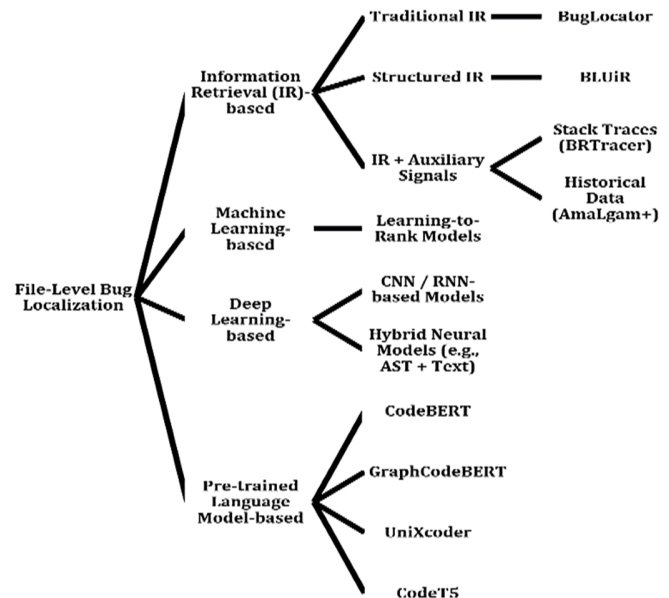 File-Level Bug
Localization
Information
Retrieval (IR)-
based
Traditional IR
BugLocator
Structured IR
BLUiR
IR + Auxiliary
Signals
Stack Traces
(BRTracer)
Historical
Data
(AmaLgam+)
Machine
Learning-
based
Learning-to-
Rank Models
Deep
Learning-
based
CNN / RNN-
based Models
Hybrid Neural
Models (e.g.,
AST + Text)
Pre-trained
Language
Model-based
CodeBERT
GraphCodeBERT
UniXcoder
CodeT5